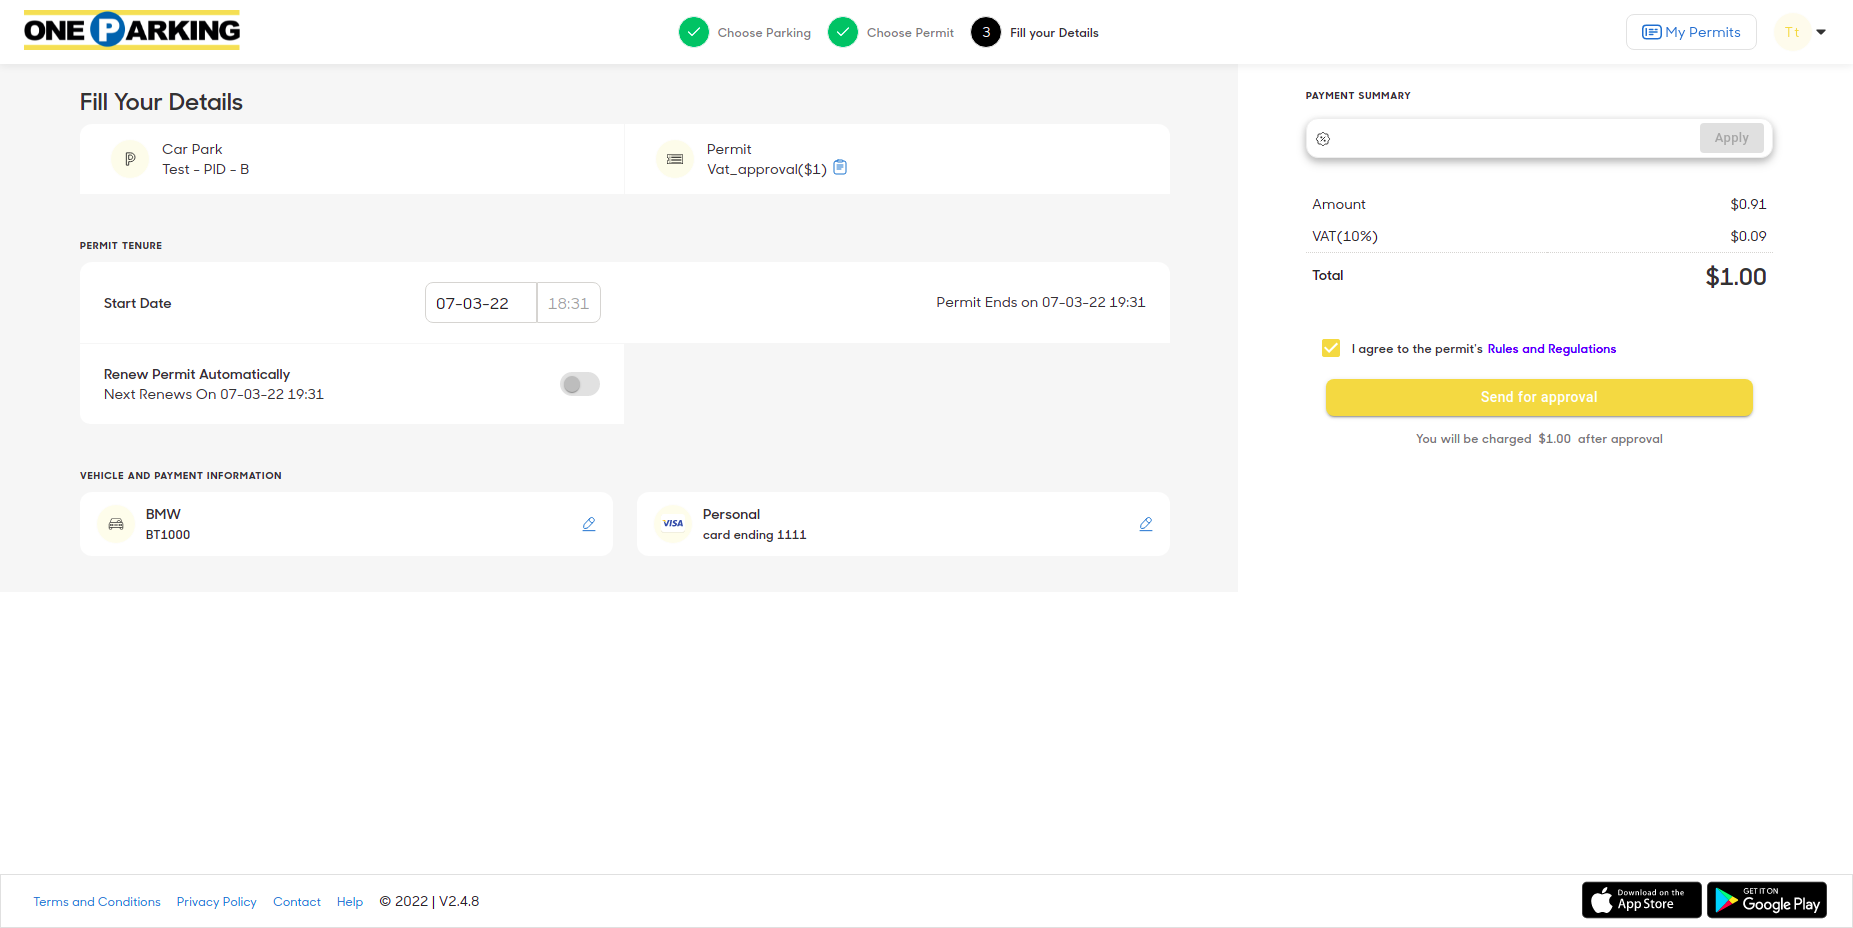 ONE PARKING
Choose Parking
Choose Permit
3 Fill your Details
My Permits
Tt
Fill Your Details
Car Park
Test - PID - B
Permit
Vat_approval($1)
PERMIT TENURE
Start Date
07-03-22 18:31
Permit Ends on 07-03-22 19:31
Renew Permit Automatically
Next Renews On 07-03-22 19:31
VEHICLE AND PAYMENT INFORMATION
BMW
BT1000
VISA
Personal
card ending 1111
PAYMENT SUMMARY
Apply
Amount $0.91
VAT(10%) $0.09
Total $1.00
I agree to the permit's Rules and Regulations
Send for approval
You will be charged $1.00 after approval
Terms and Conditions Privacy Policy Contact Help © 2022 | V2.4.8
Download on the
App Store
GET IT ON
Google Play